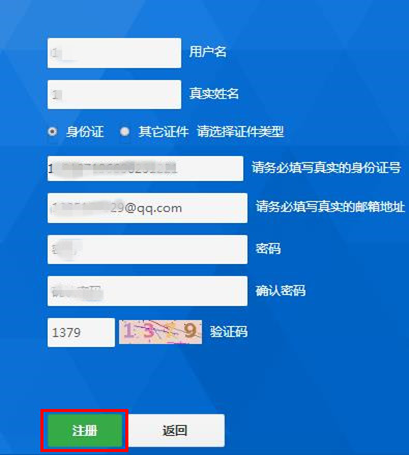 用户名
真实姓名
身份证 其它证件 请选择证件类型
请务必填写真实的身份证号
29@qq.com 请务必填写真实的邮箱地址
密码
确认密码
1379 1379 验证码
注册 返回